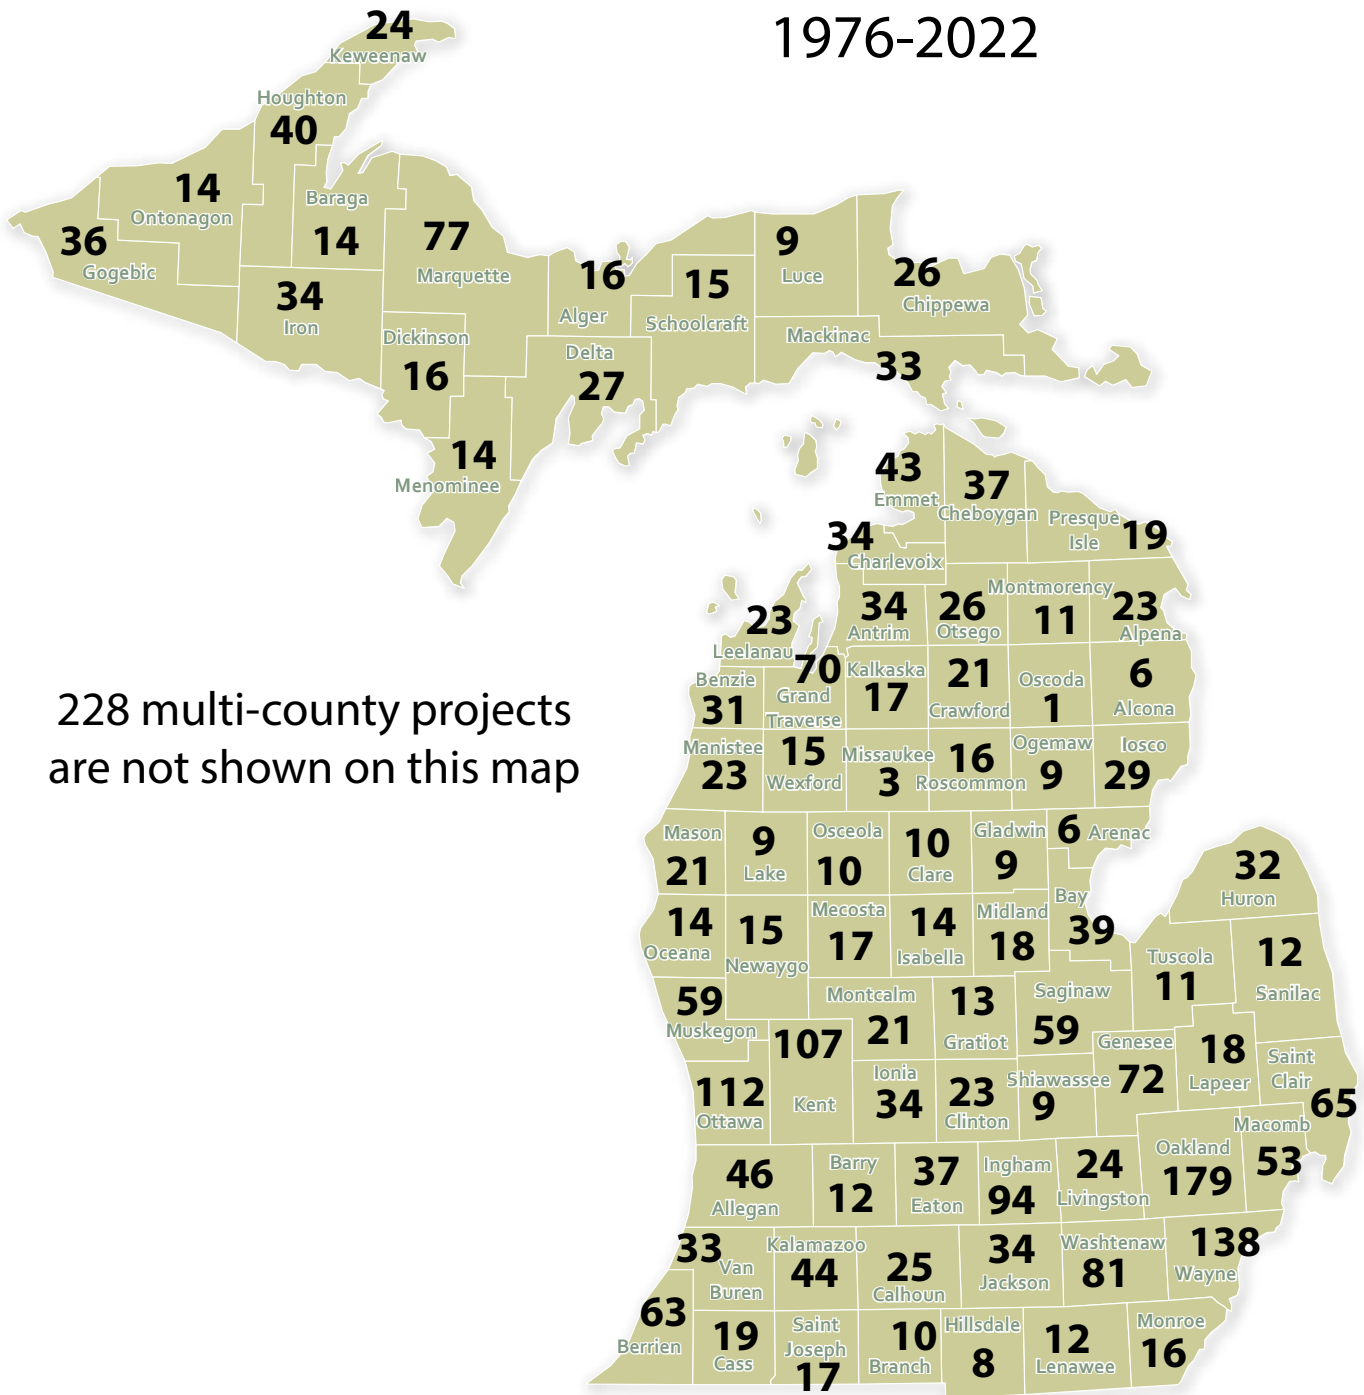 1976-2022
24
Keweenaw
Houghton
40
14
Ontonagon
Baraga
14
36
Gogebic
77
Marquette
34
Iron
Dickinson
16
16
Alger
15
Schoolcraft
9
Luce
26
Chippewa
Mackinac
33
Delta
27
14
Menominee
43
Emmet
37
Cheboygan
Presque
Isle
19
34
Charlevoix
23
Leelanau
34
Antrim
26
Otsego
Montmorency
11
23
Alpena
228 multi-county projects
are not shown on this map
Benzie
31
70
Grand
Traverse
Kalkaska
17
21
Crawford
Oscoda
1
6
Alcona
Manistee
23
15
Wexford
Missaukee
3
16
Roscommon
Ogemaw
9
Iosco
29
Mason
21
9
Lake
Osceola
10
10
Clare
Gladwin
9
6
Arenac
32
Huron
14
Oceana
15
Newaygo
Mecosta
17
14
Isabella
Midland
18
Bay
39
Tuscola
11
12
Sanilac
59
Muskegon
Montcalm
21
13
Gratiot
Saginaw
59
107
Kent
112
Ottawa
Ionia
34
23
Clinton
Shiawassee
9
Genesee
72
18
Lapeer
Saint
Clair
65
46
Allegan
Barry
12
37
Eaton
Ingham
94
24
Livingston
Oakland
179
Macomb
53
33
Van
Buren
Kalamazoo
44
25
Calhoun
34
Jackson
Washtenaw
81
138
Wayne
63
Berrien
19
Cass
Saint
Joseph
17
10
Branch
Hillsdale
8
12
Lenawee
Monroe
16